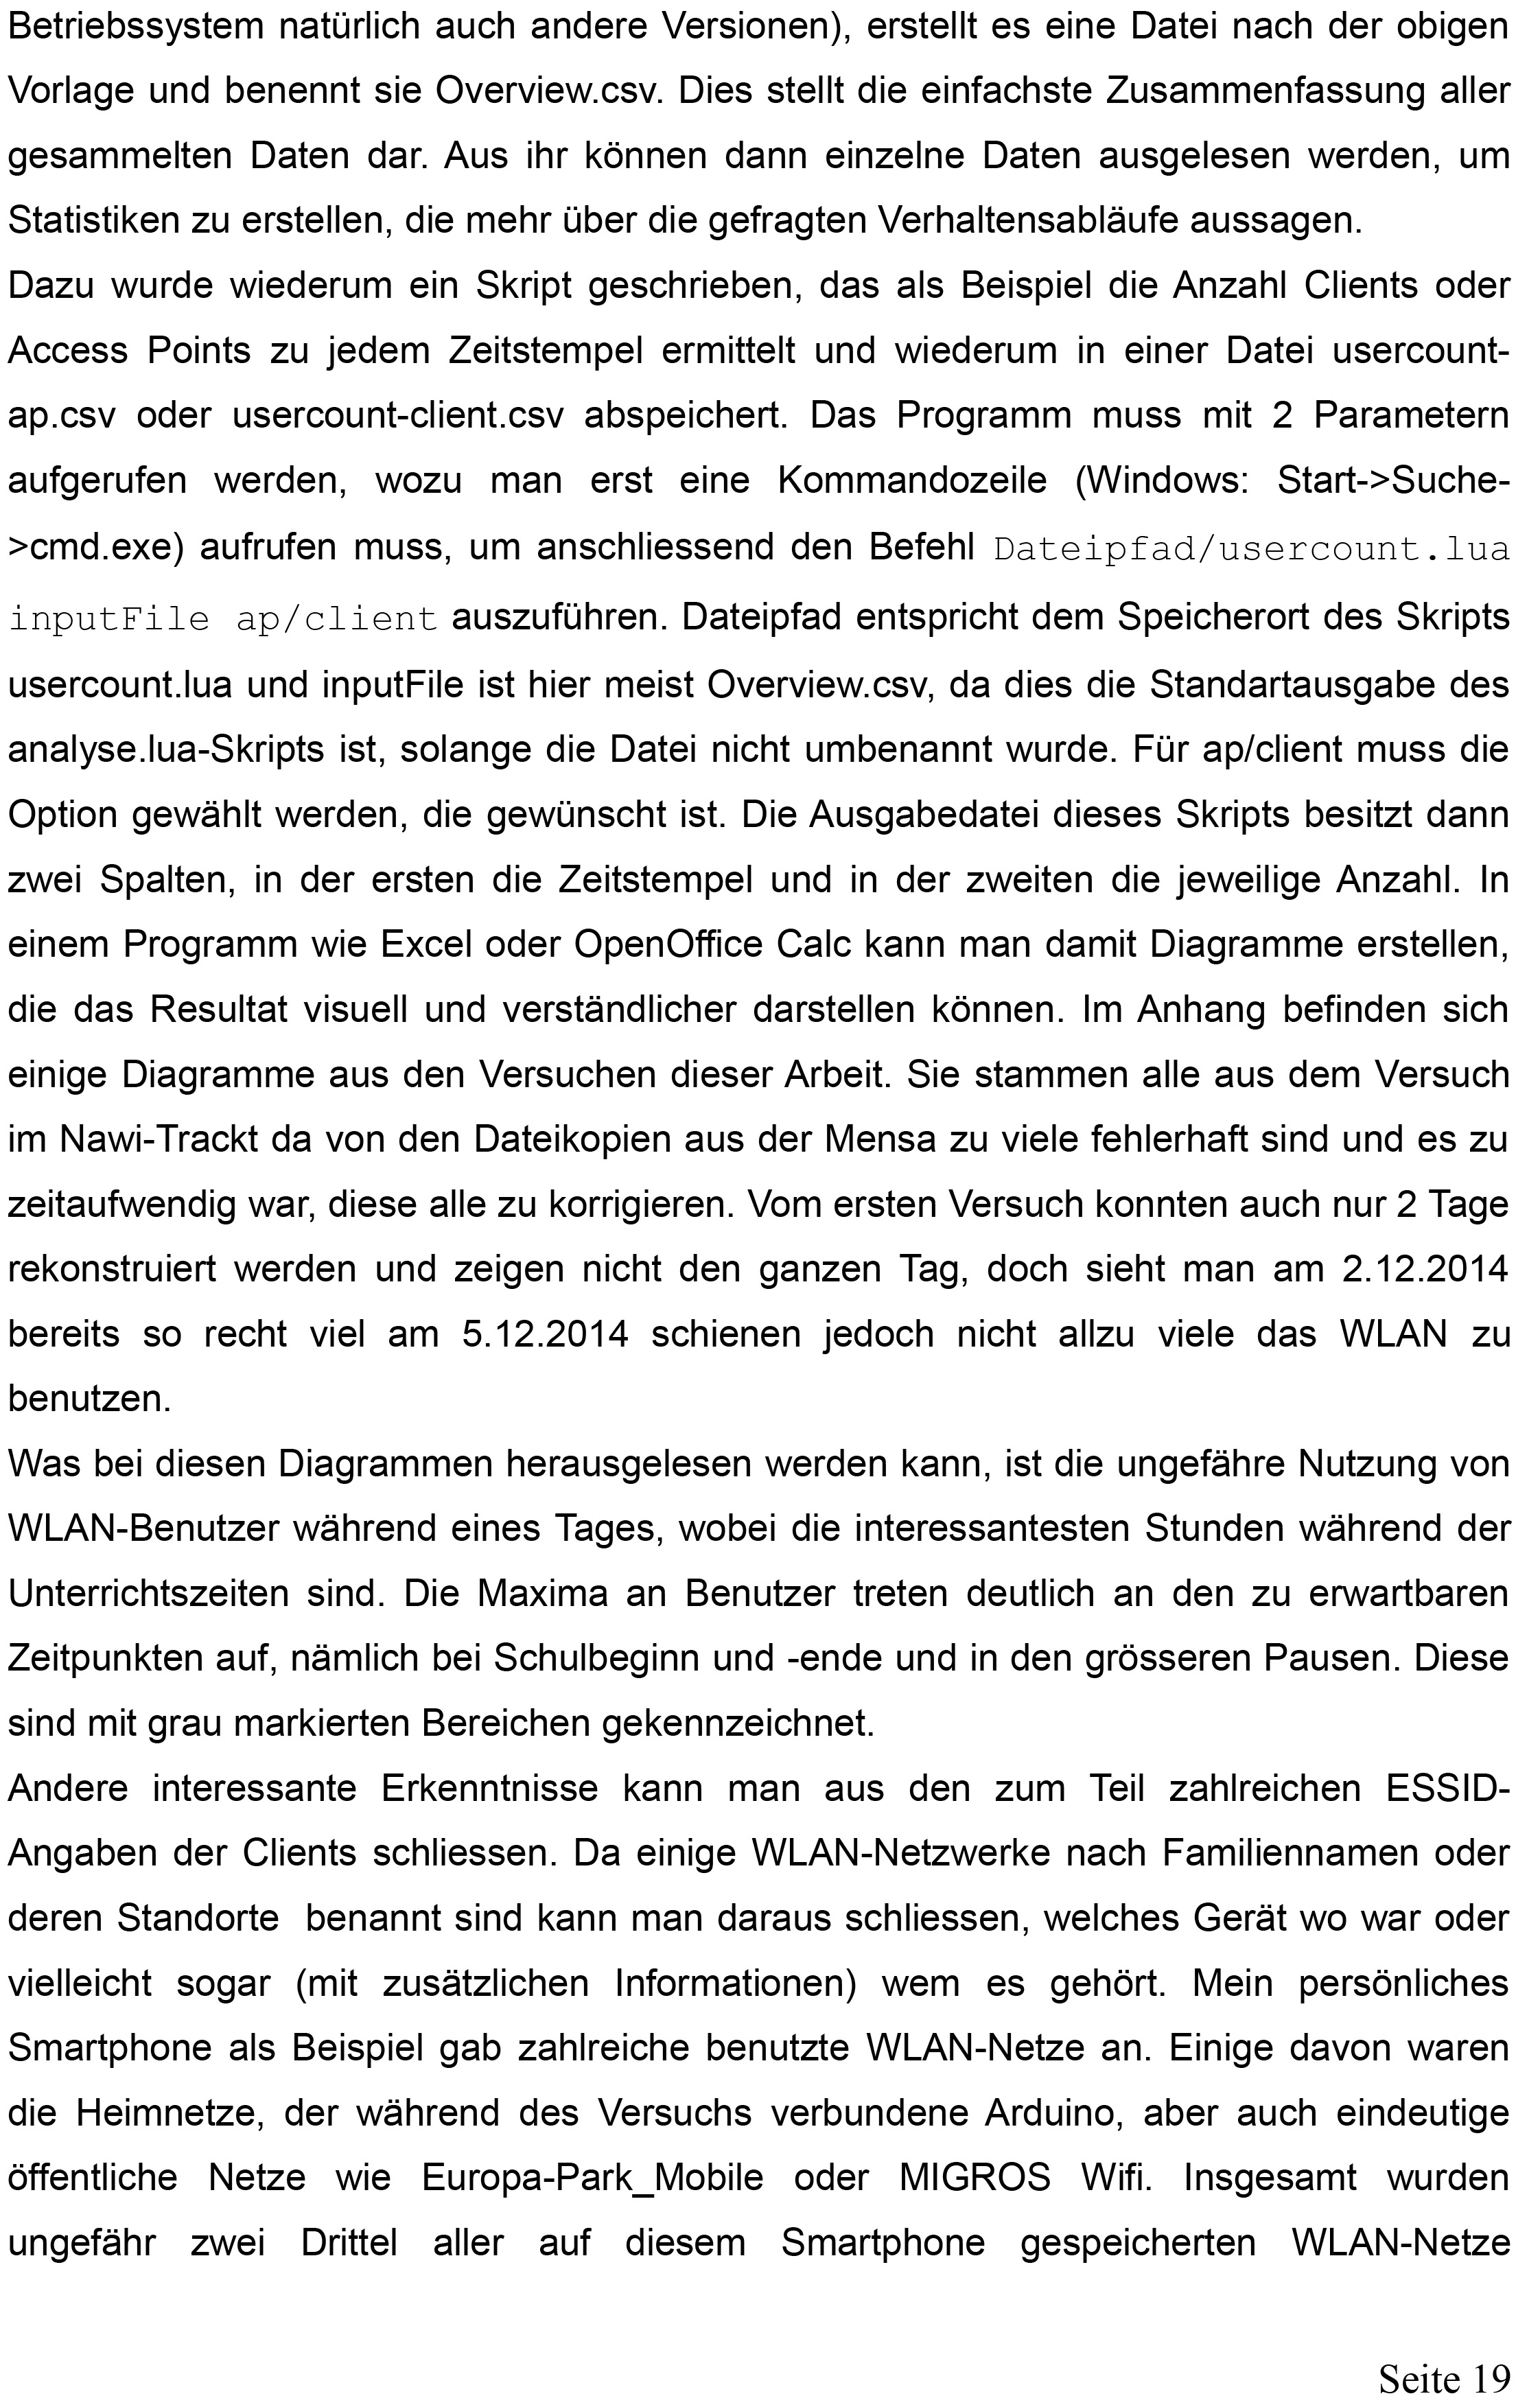 Betriebssystem natürlich auch andere Versionen), erstellt es eine Datei nach der obigen
Vorlage und benennt sie Overview.csv. Dies stellt die einfachste Zusammenfassung aller
gesammelten Daten dar. Aus ihr können dann einzelne Daten ausgelesen werden, um
Statistiken zu erstellen, die mehr über die gefragten Verhaltensabläufe aussagen.
Dazu wurde wiederum ein Skript geschrieben, das als Beispiel die Anzahl Clients oder
Access Points zu jedem Zeitstempel ermittelt und wiederum in einer Datei usercount-
ap.csv oder usercount-client.csv abspeichert. Das Programm muss mit 2 Parametern
aufgerufen werden, wozu man erst eine Kommandozeile (Windows: Start->Suche-
>cmd.exe) aufrufen muss, um anschliessend den Befehl Dateipfad/usercount.lua
inputFile ap/client auszuführen. Dateipfad entspricht dem Speicherort des Skripts
usercount.lua und inputFile ist hier meist Overview.csv, da dies die Standartausgabe des
analyse.lua-Skripts ist, solange die Datei nicht umbenannt wurde. Für ap/client muss die
Option gewählt werden, die gewünscht ist. Die Ausgabedatei dieses Skripts besitzt dann
zwei Spalten, in der ersten die Zeitstempel und in der zweiten die jeweilige Anzahl. In
einem Programm wie Excel oder OpenOffice Calc kann man damit Diagramme erstellen,
die das Resultat visuell und verständlicher darstellen können. Im Anhang befinden sich
einige Diagramme aus den Versuchen dieser Arbeit. Sie stammen alle aus dem Versuch
im Nawi-Trackt da von den Dateikopien aus der Mensa zu viele fehlerhaft sind und es zu
zeitaufwendig war, diese alle zu korrigieren. Vom ersten Versuch konnten auch nur 2 Tage
rekonstruiert werden und zeigen nicht den ganzen Tag, doch sieht man am 2.12.2014
bereits so recht viel am 5.12.2014 schienen jedoch nicht allzu viele das WLAN zu
benutzen.
Was bei diesen Diagrammen herausgelesen werden kann, ist die ungefähre Nutzung von
WLAN-Benutzer während eines Tages, wobei die interessantesten Stunden während der
Unterrichtszeiten sind. Die Maxima an Benutzer treten deutlich an den zu erwartbaren
Zeitpunkten auf, nämlich bei Schulbeginn und -ende und in den grösseren Pausen. Diese
sind mit grau markierten Bereichen gekennzeichnet.
Andere interessante Erkenntnisse kann man aus den zum Teil zahlreichen ESSID-
Angaben der Clients schliessen. Da einige WLAN-Netzwerke nach Familiennamen oder
deren Standorte  benannt sind kann man daraus schliessen, welches Gerät wo war oder
vielleicht sogar (mit zusätzlichen Informationen) wem es gehört. Mein persönliches
Smartphone als Beispiel gab zahlreiche benutzte WLAN-Netze an. Einige davon waren
die Heimnetze, der während des Versuchs verbundene Arduino, aber auch eindeutige
öffentliche Netze wie Europa-Park_Mobile oder MIGROS Wifi. Insgesamt wurden
ungefähr zwei Drittel aller auf diesem Smartphone gespeicherten WLAN-Netze
Seite 19